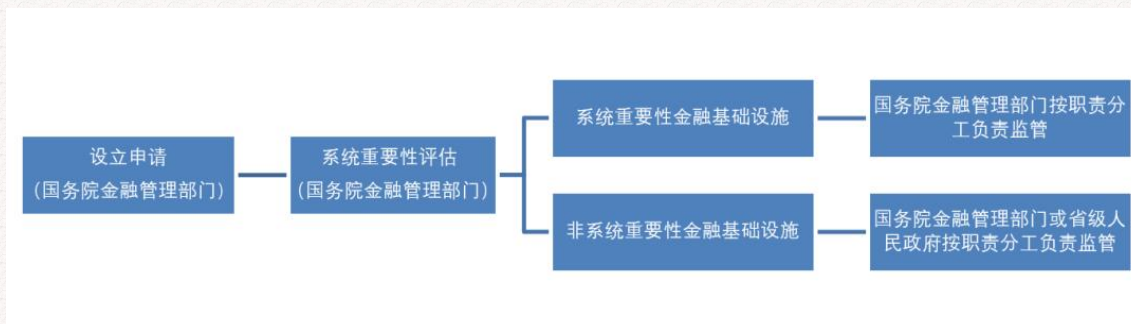 设立申请
（国务院金融管理部门）
系统重要性评估
（国务院金融管理部门）
系统重要性金融基础设施
国务院金融管理部门按职责分
工负责监管
非系统重要性金融基础设施
国务院金融管理部门或省级人
民政府按职责分工负责监管